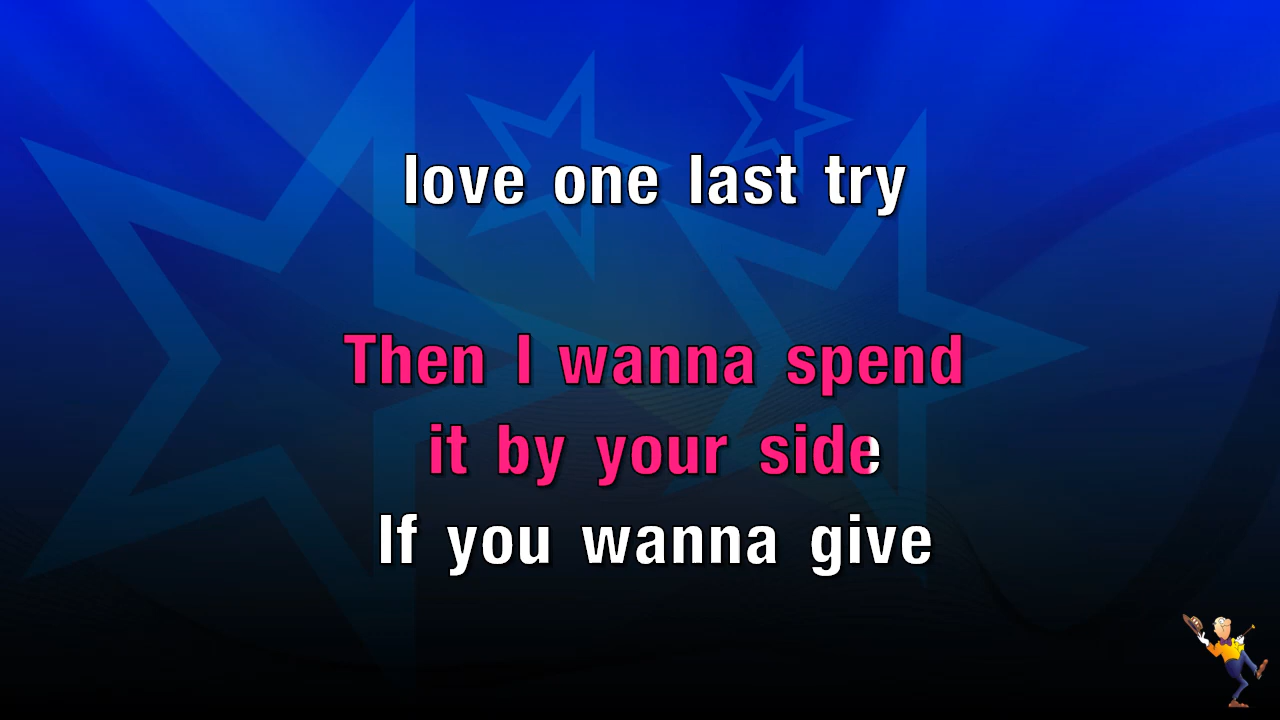 love one last try
Then I wanna spend
it by your side
If you wanna give